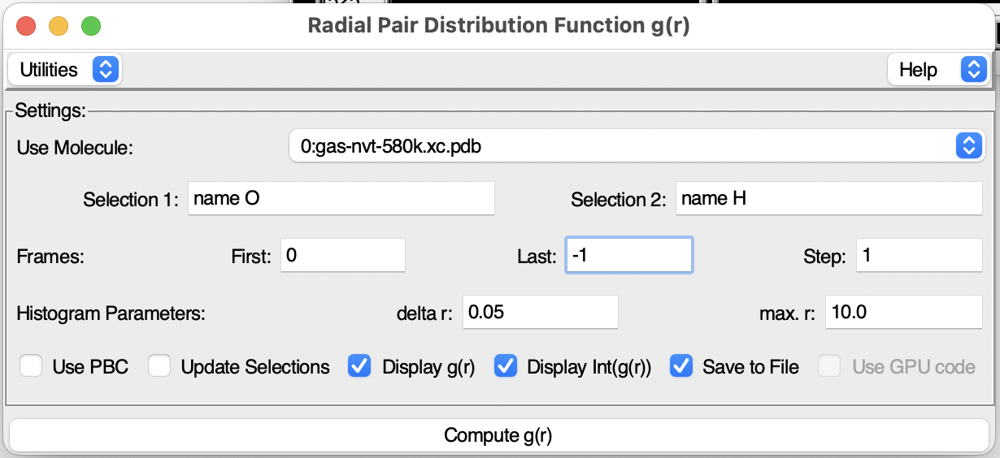 Radial Pair Distribution Function g(r)
Utilities Help
Settings:
Use Molecule: 0:gas-nvt-580k.xc.pdb
Selection 1: name O Selection 2: name H
Frames: First: 0 Last: -1 Step: 1
Histogram Parameters: delta r: 0.05 max. r: 10.0
Use PBC Update Selections Display g(r) Display Int(g(r)) Save to File Use GPU code
Compute g(r)